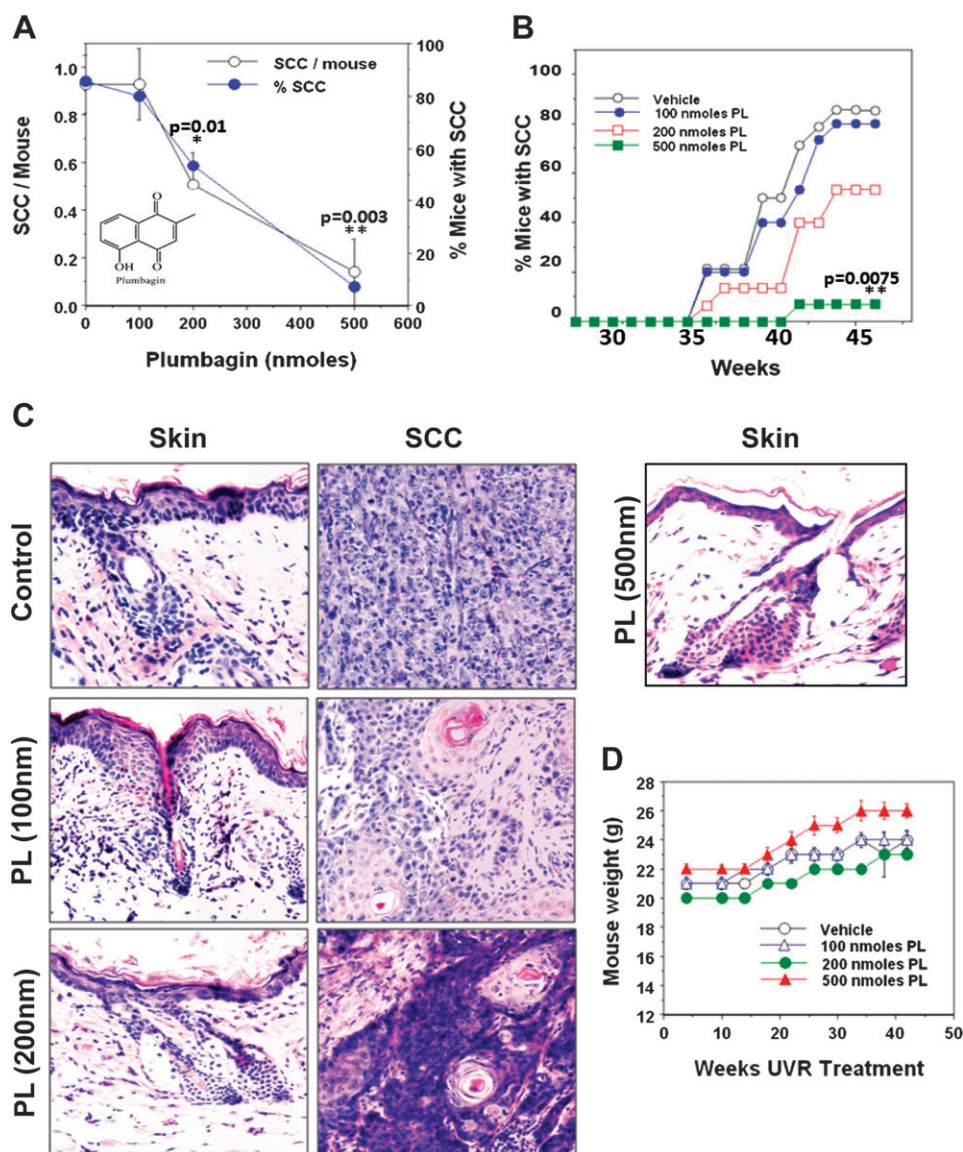 A
SCC / Mouse
1.0
0.8
0.6
0.4
0.2
0.0
SCC / mouse
% SCC
p=0.01
*
p=0.003
**
O
OH
O
Plumbagin
100
80
60
40
20
0
% Mice with SCC
0
100
200
300
400
500
600
Plumbagin (nmoles)
B
% Mice with SCC
100
80
60
40
20
0
Vehicle
100 nmoles PL
200 nmoles PL
500 nmoles PL
p=0.0075
**
30
35
40
45
Weeks
C
Skin
SCC
Skin
Control
PL (500nm)
PL (100nm)
PL (200nm)
D
Mouse weight (g)
28
26
24
22
20
18
16
14
12
Vehicle
100 nmoles PL
200 nmoles PL
500 nmoles PL
0
10
20
30
40
50
Weeks UVR Treatment